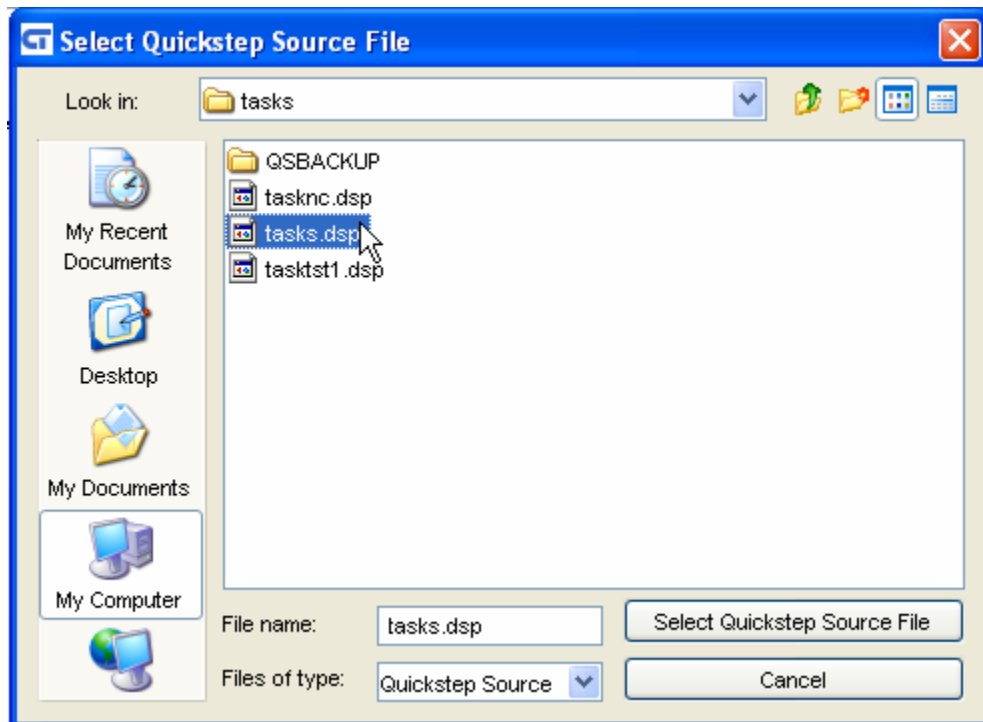 CT Select Quickstep Source File
Look in: tasks
QSBACKUP
tasknc.dsp
tasks.dsp
tasktst1.dsp
My Recent
Documents
Desktop
My Documents
My Computer
File name: tasks.dsp
Select Quickstep Source File
Files of type: Quickstep Source
Cancel